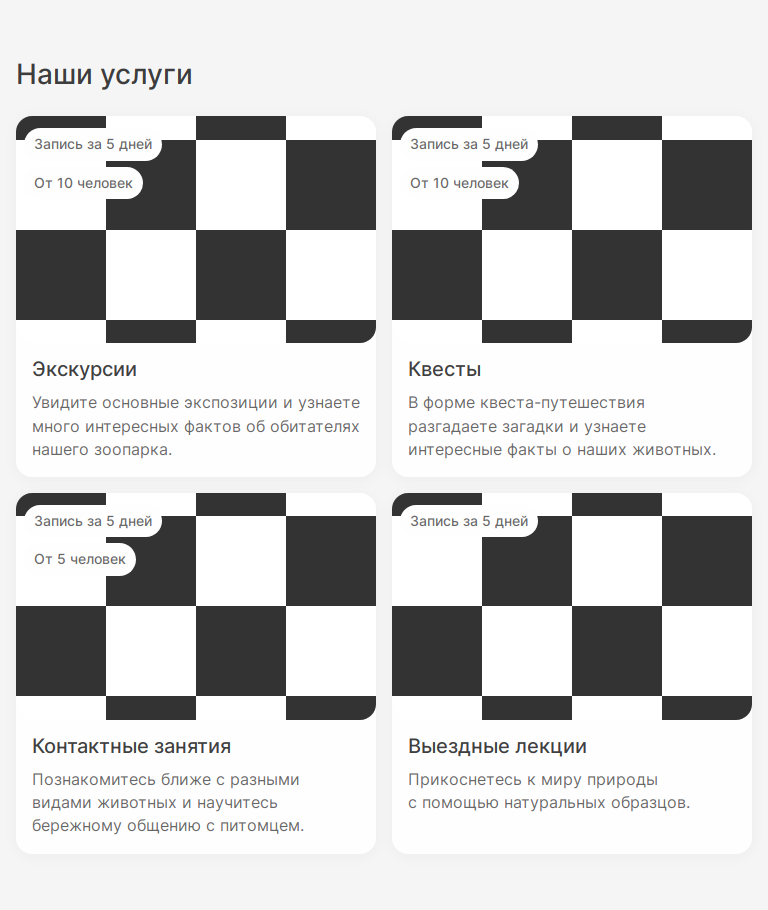 Наши услуги
Запись за 5 дней
От 10 человек
Экскурсии
Увидите основные экспозиции и узнаете
много интересных фактов об обитателях
нашего зоопарка.
Запись за 5 дней
От 10 человек
Квесты
В форме квеста-путешествия
разгадаете загадки и узнаете
интересные факты о наших животных.
Запись за 5 дней
От 5 человек
Контактные занятия
Познакомитесь ближе с разными
видами животных и научитесь
бережному общению с питомцем.
Запись за 5 дней
Выездные лекции
Прикоснетесь к миру природы
с помощью натуральных образцов.